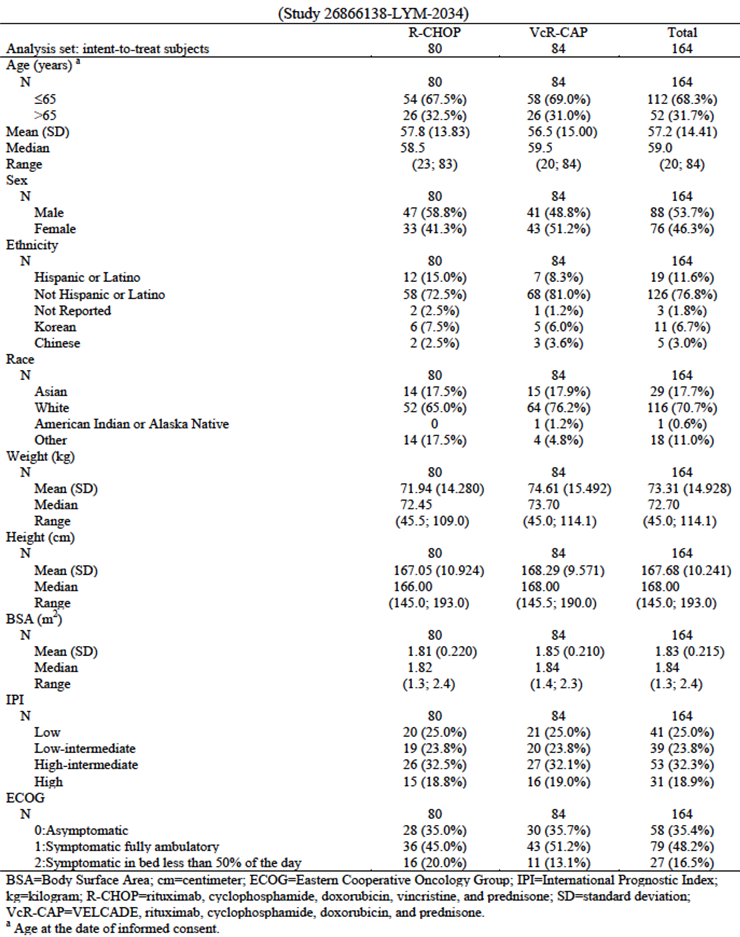 (Study 26866138-LYM-2034)
R-CHOP VcR-CAP Total
Analysis set: intent-to-treat subjects 80 84 164
Age (years) a
N 80 84 164
≤65 54 (67.5%) 58 (69.0%) 112 (68.3%)
>65 26 (32.5%) 26 (31.0%) 52 (31.7%)
Mean (SD) 57.8 (13.83) 56.5 (15.00) 57.2 (14.41)
Median 58.5 59.5 59.0
Range (23; 83) (20; 84) (20; 84)
Sex
N 80 84 164
Male 47 (58.8%) 41 (48.8%) 88 (53.7%)
Female 33 (41.3%) 43 (51.2%) 76 (46.3%)
Ethnicity
N 80 84 164
Hispanic or Latino 12 (15.0%) 7 (8.3%) 19 (11.6%)
Not Hispanic or Latino 58 (72.5%) 68 (81.0%) 126 (76.8%)
Not Reported 2 (2.5%) 1 (1.2%) 3 (1.8%)
Korean 6 (7.5%) 5 (6.0%) 11 (6.7%)
Chinese 2 (2.5%) 3 (3.6%) 5 (3.0%)
Race
N 80 84 164
Asian 14 (17.5%) 15 (17.9%) 29 (17.7%)
White 52 (65.0%) 64 (76.2%) 116 (70.7%)
American Indian or Alaska Native 0 1 (1.2%) 1 (0.6%)
Other 14 (17.5%) 4 (4.8%) 18 (11.0%)
Weight (kg)
N 80 84 164
Mean (SD) 71.94 (14.280) 74.61 (15.492) 73.31 (14.928)
Median 72.45 73.70 72.70
Range (45.5; 109.0) (45.0; 114.1) (45.0; 114.1)
Height (cm)
N 80 84 164
Mean (SD) 167.05 (10.924) 168.29 (9.571) 167.68 (10.241)
Median 166.00 168.00 168.00
Range (145.0; 193.0) (145.5; 190.0) (145.0; 193.0)
BSA (m²)
N 80 84 164
Mean (SD) 1.81 (0.220) 1.85 (0.210) 1.83 (0.215)
Median 1.82 1.84 1.84
Range (1.3; 2.4) (1.4; 2.3) (1.3; 2.4)
IPI
N 80 84 164
Low 20 (25.0%) 21 (25.0%) 41 (25.0%)
Low-intermediate 19 (23.8%) 20 (23.8%) 39 (23.8%)
High-intermediate 26 (32.5%) 27 (32.1%) 53 (32.3%)
High 15 (18.8%) 16 (19.0%) 31 (18.9%)
ECOG
N 80 84 164
0:Asymptomatic 28 (35.0%) 30 (35.7%) 58 (35.4%)
1:Symptomatic fully ambulatory 36 (45.0%) 43 (51.2%) 79 (48.2%)
2:Symptomatic in bed less than 50% of the day 16 (20.0%) 11 (13.1%) 27 (16.5%)
BSA=Body Surface Area; cm=centimeter; ECOG=Eastern Cooperative Oncology Group; IPI=International Prognostic Index;
kg=kilogram; R-CHOP=rituximab, cyclophosphamide, doxorubicin, vincristine, and prednisone; SD=standard deviation;
VcR-CAP=VELCADE, rituximab, cyclophosphamide, doxorubicin, and prednisone.
a Age at the date of informed consent.